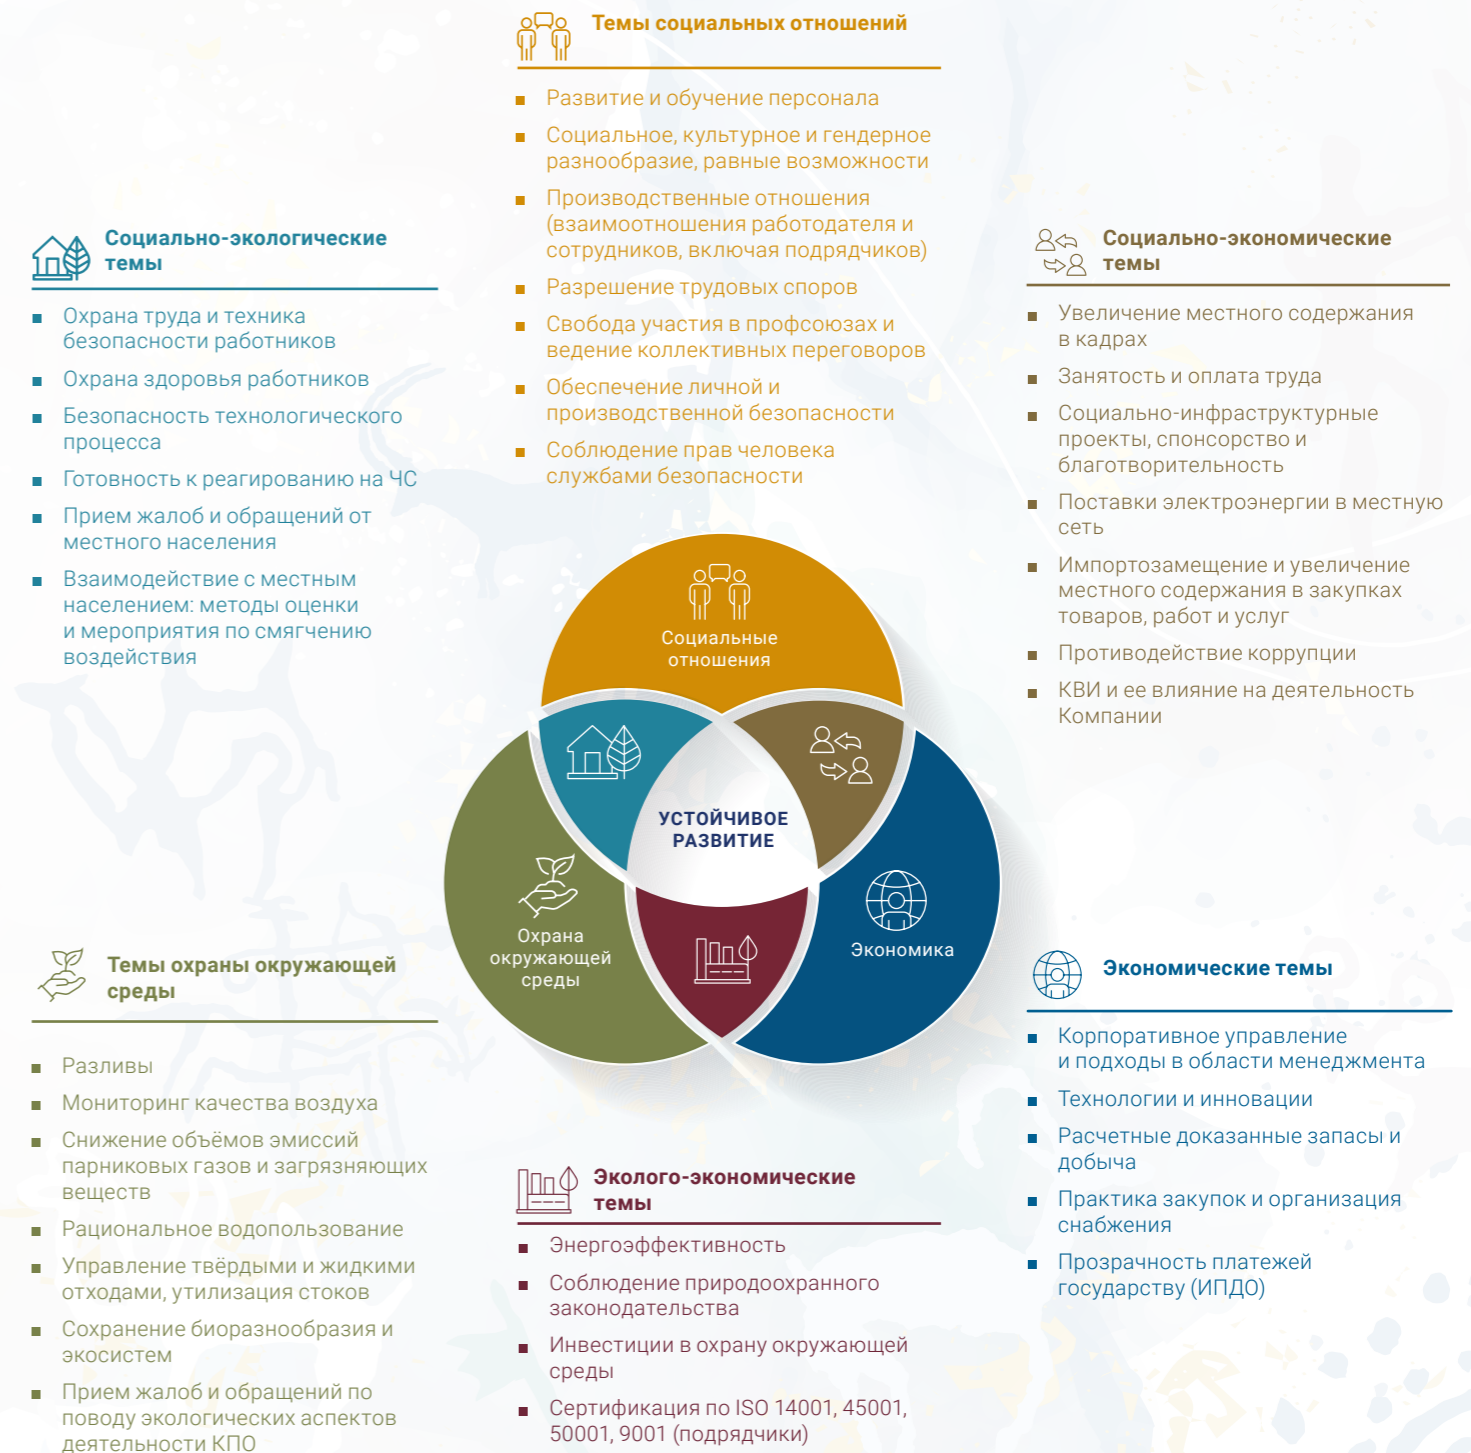 Темы социальных отношений
Развитие и обучение персонала
Социальное, культурное и гендерное
разнообразие, равные возможности
Производственные отношения
(взаимоотношения работодателя и
сотрудников, включая подрядчиков)
Разрешение трудовых споров
Свобода участия в профсоюзах и
ведение коллективных переговоров
Обеспечение личной и
производственной безопасности
Соблюдение прав человека
службами безопасности
Социально-экологические
темы
Охрана труда и техника
безопасности работников
Охрана здоровья работников
Безопасность технологического
процесса
Готовность к реагированию на ЧС
Прием жалоб и обращений от
местного населения
Взаимодействие с местным
населением: методы оценки
и мероприятия по смягчению
воздействия
Социально-экономические
темы
Увеличение местного содержания
в кадрах
Занятость и оплата труда
Социально-инфраструктурные
проекты, спонсорство и
благотворительность
Поставки электроэнергии в местную
сеть
Импортозамещение и увеличение
местного содержания в закупках
товаров, работ и услуг
Противодействие коррупции
КВИ и ее влияние на деятельность
Компании
Социальные
отношения
УСТОЙЧИВОЕ
РАЗВИТИЕ
Охрана
окружающей
среды
Экономика
Темы охраны окружающей
среды
Разливы
Мониторинг качества воздуха
Снижение объёмов эмиссий
парниковых газов и загрязняющих
веществ
Рациональное водопользование
Управление твёрдыми и жидкими
отходами, утилизация стоков
Сохранение биоразнообразия и
экосистем
Прием жалоб и обращений по
поводу экологических аспектов
деятельности КПО
Эколого-экономические
темы
Энергоэффективность
Соблюдение природоохранного
законодательства
Инвестиции в охрану окружающей
среды
Сертификация по ISO 14001, 45001,
50001, 9001 (подрядчики)
Экономические темы
Корпоративное управление
и подходы в области менеджмента
Технологии и инновации
Расчетные доказанные запасы и
добыча
Практика закупок и организация
снабжения
Прозрачность платежей
государству (ИПДО)